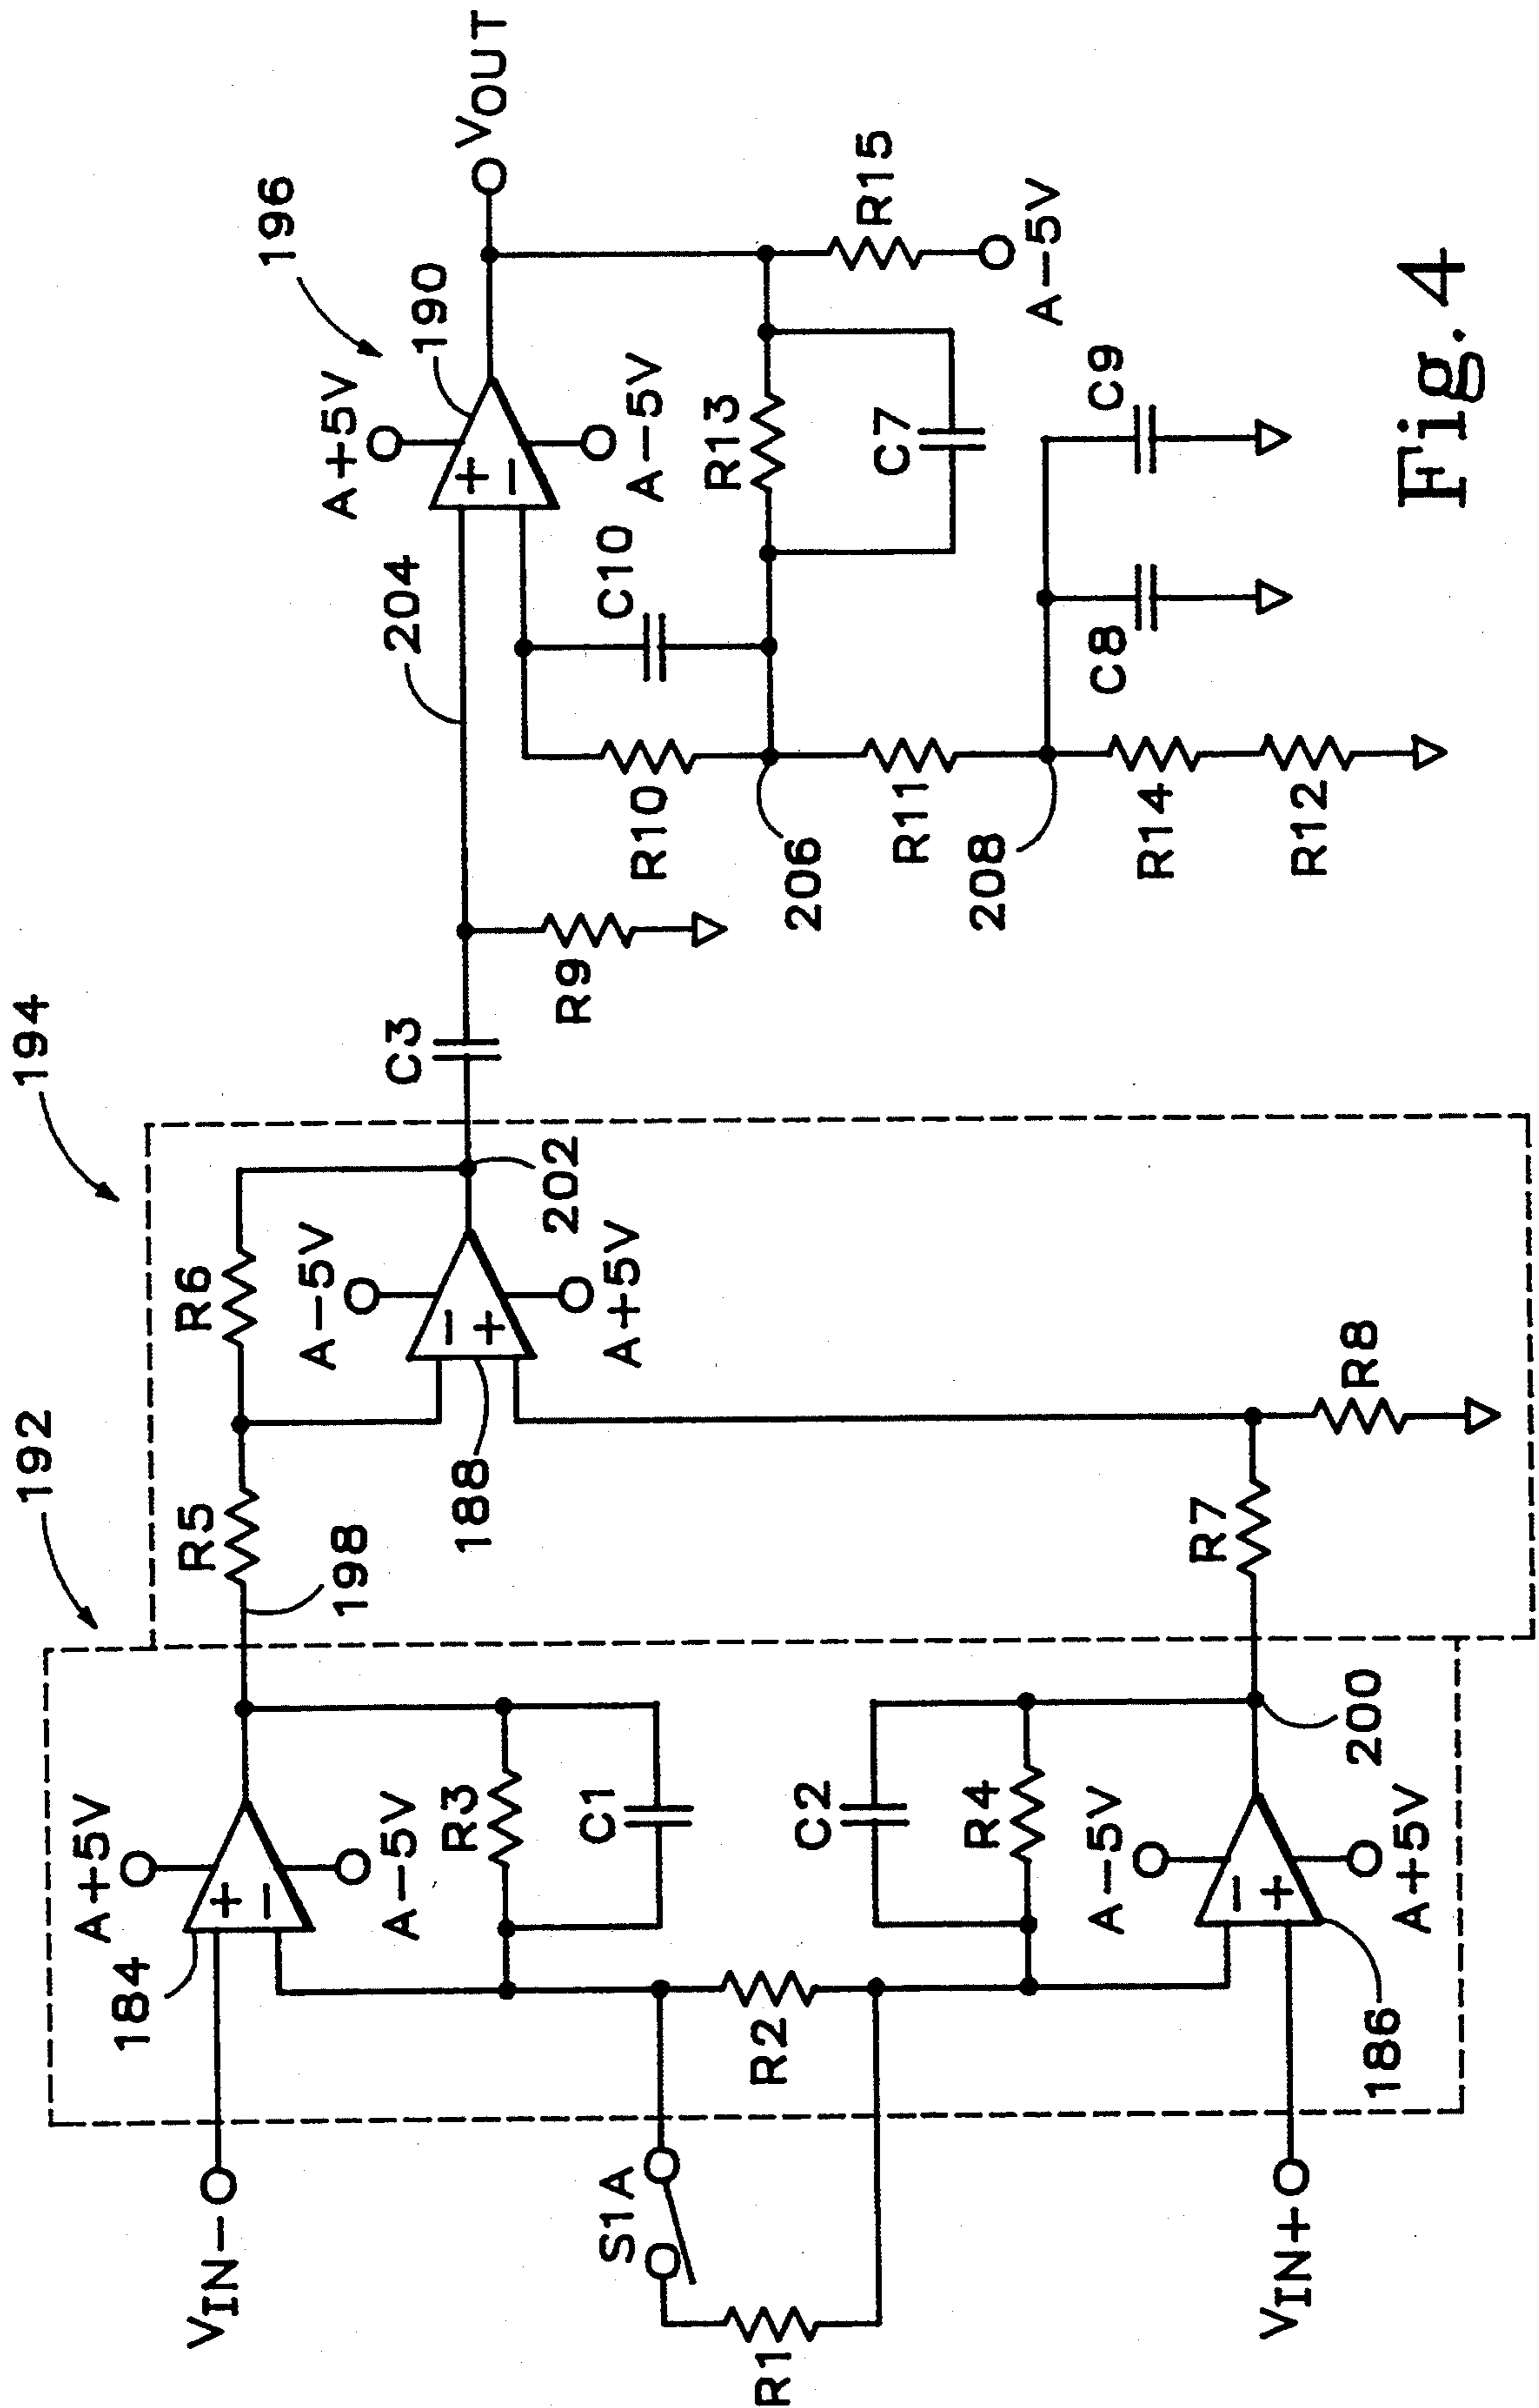 192
194
196
184
A+5V
A-5V
VIN-
S1A
R1
R2
R3
C1
C2
R4
A-5V
A+5V
186
VIN+
200
198
R5
R6
188
A-5V
A+5V
202
R7
R8
C3
R9
204
A+5V
190
A-5V
VOUT
C10
R10
206
R13
C7
R15
A-5V
R11
208
C8
C9
R14
R12
Fig. 4